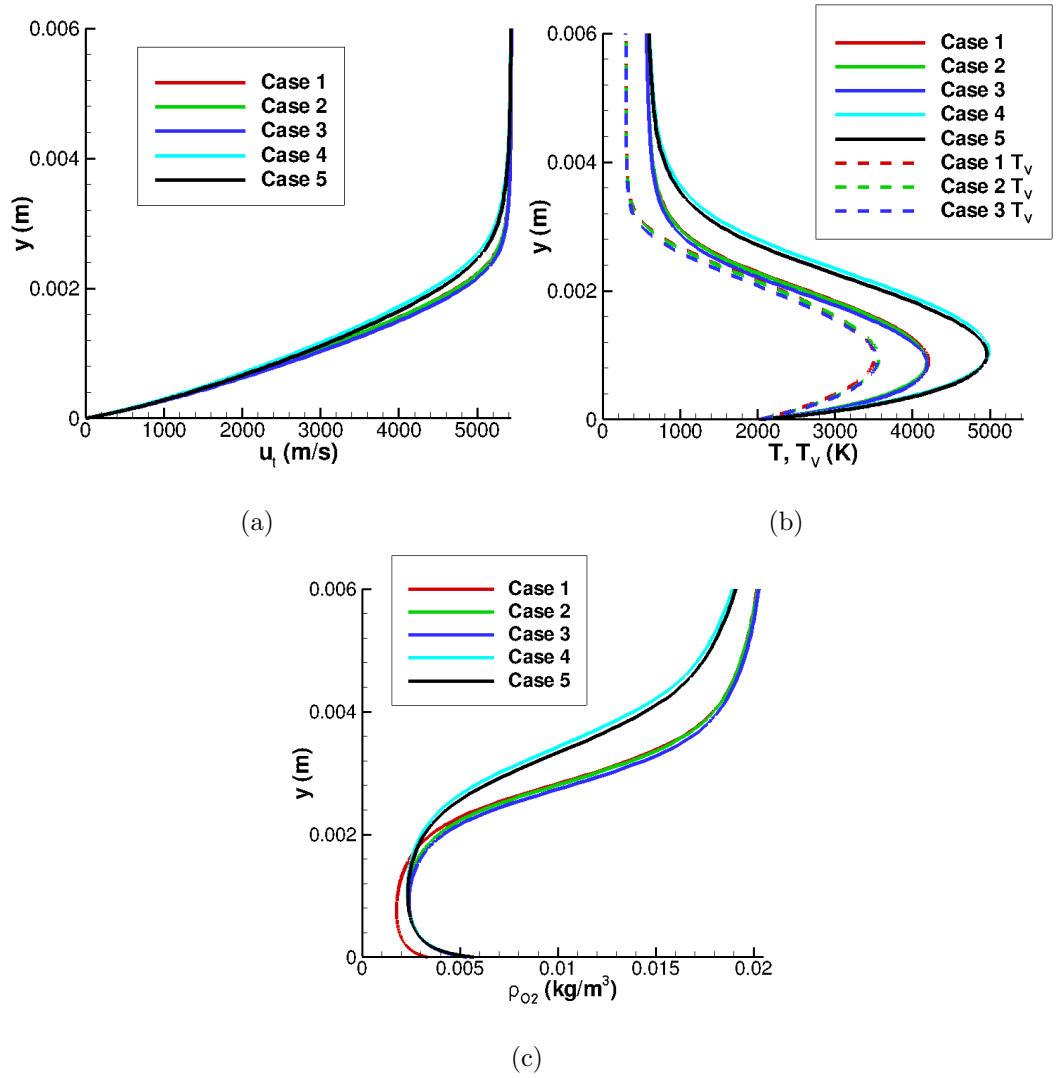 0.006
0.004
0.002
0
y (m)
Case 1
Case 2
Case 3
Case 4
Case 5
0 1000 2000 3000 4000 5000
u_t (m/s)
(a)
0.006
0.004
0.002
0
y (m)
Case 1
Case 2
Case 3
Case 4
Case 5
Case 1 T_V
Case 2 T_V
Case 3 T_V
0 1000 2000 3000 4000 5000
T, T_V (K)
(b)
0.006
0.004
0.002
0
y (m)
Case 1
Case 2
Case 3
Case 4
Case 5
0 0.005 0.01 0.015 0.02
ρ_O2 (kg/m³)
(c)